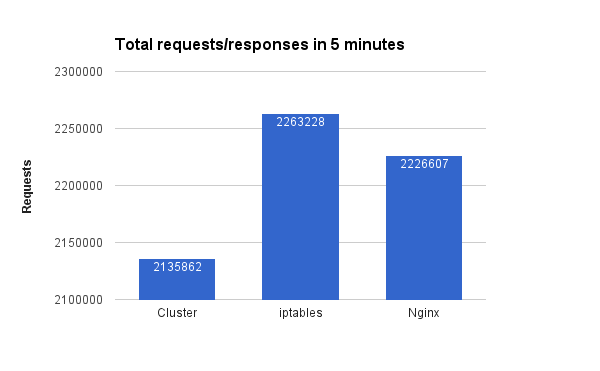 Total requests/responses in 5 minutes
2300000
2250000
2200000
2150000
2100000
Requests
2135862
2263228
2226607
Cluster
iptables
Nginx